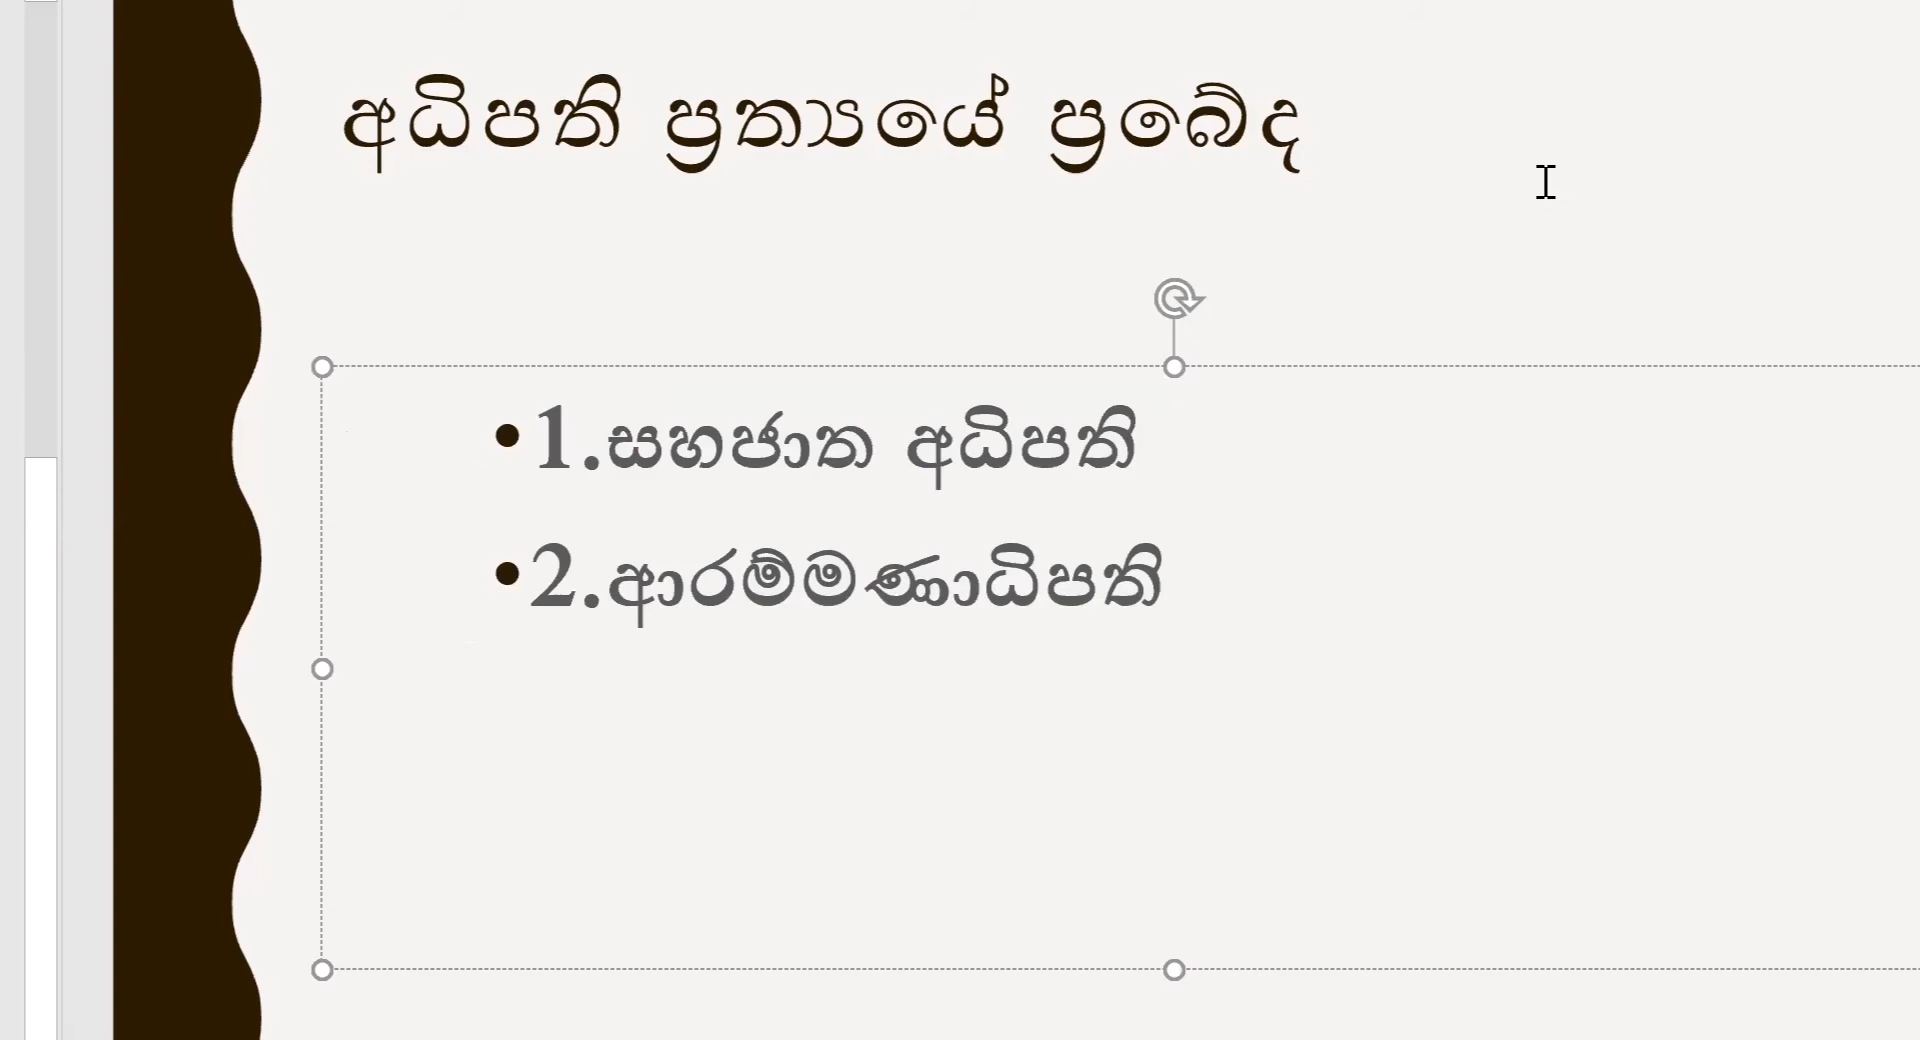 අධිපති ප්‍රත්‍යයේ ප්‍රබේද
•1.සහජාත අධිපති
•2.ආරම්මණාධිපති